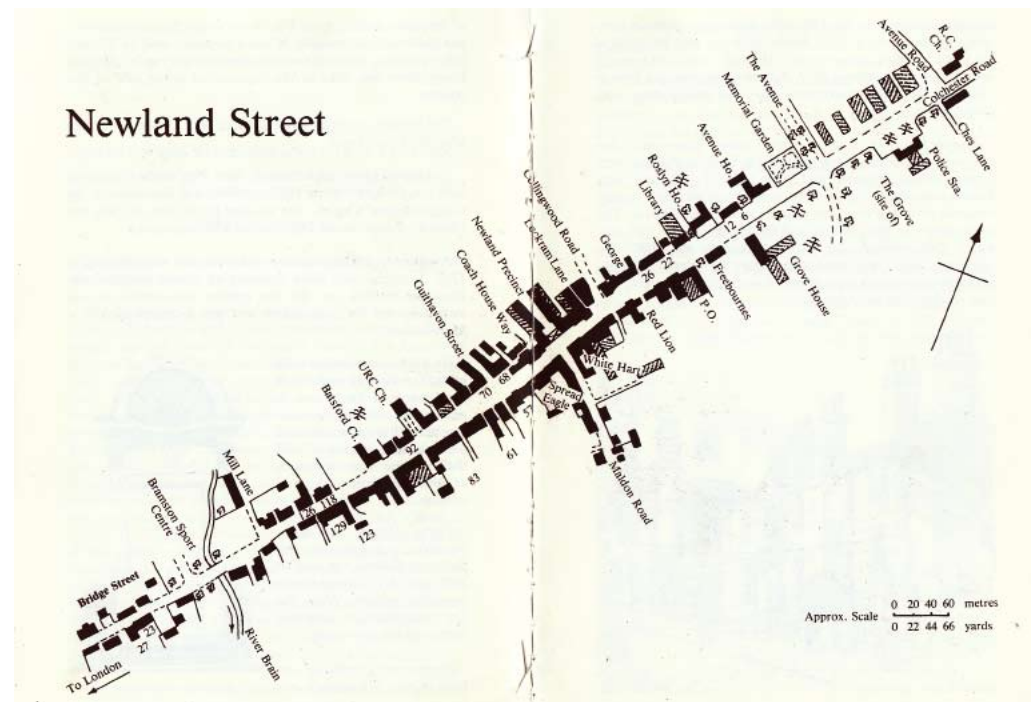 Newland Street
R.C.
Ch.
Avenue Road
Colchester Road
Ches Lane
Police Sta.
The Grove
(site of)
The Avenue
Memorial Garden
Avenue Ho.
Roslyn Ho.
Library
12
6
Grove House
Collingwood Road
Lockram Lane
George
26
22
Freebournes
P.O.
Red Lion
Newland Precinct
Coach House Way
Guithavon Street
White Hart
Spread
Eagle
Maldon Road
68
70
57
61
83
URC Ch.
Batsford Ct.
92
118
126
129
123
Mill Lane
Bramston Sport
Centre
Bridge Street
23
27
River Brain
To London
Approx. Scale
0 20 40 60 metres
0 22 44 66 yards